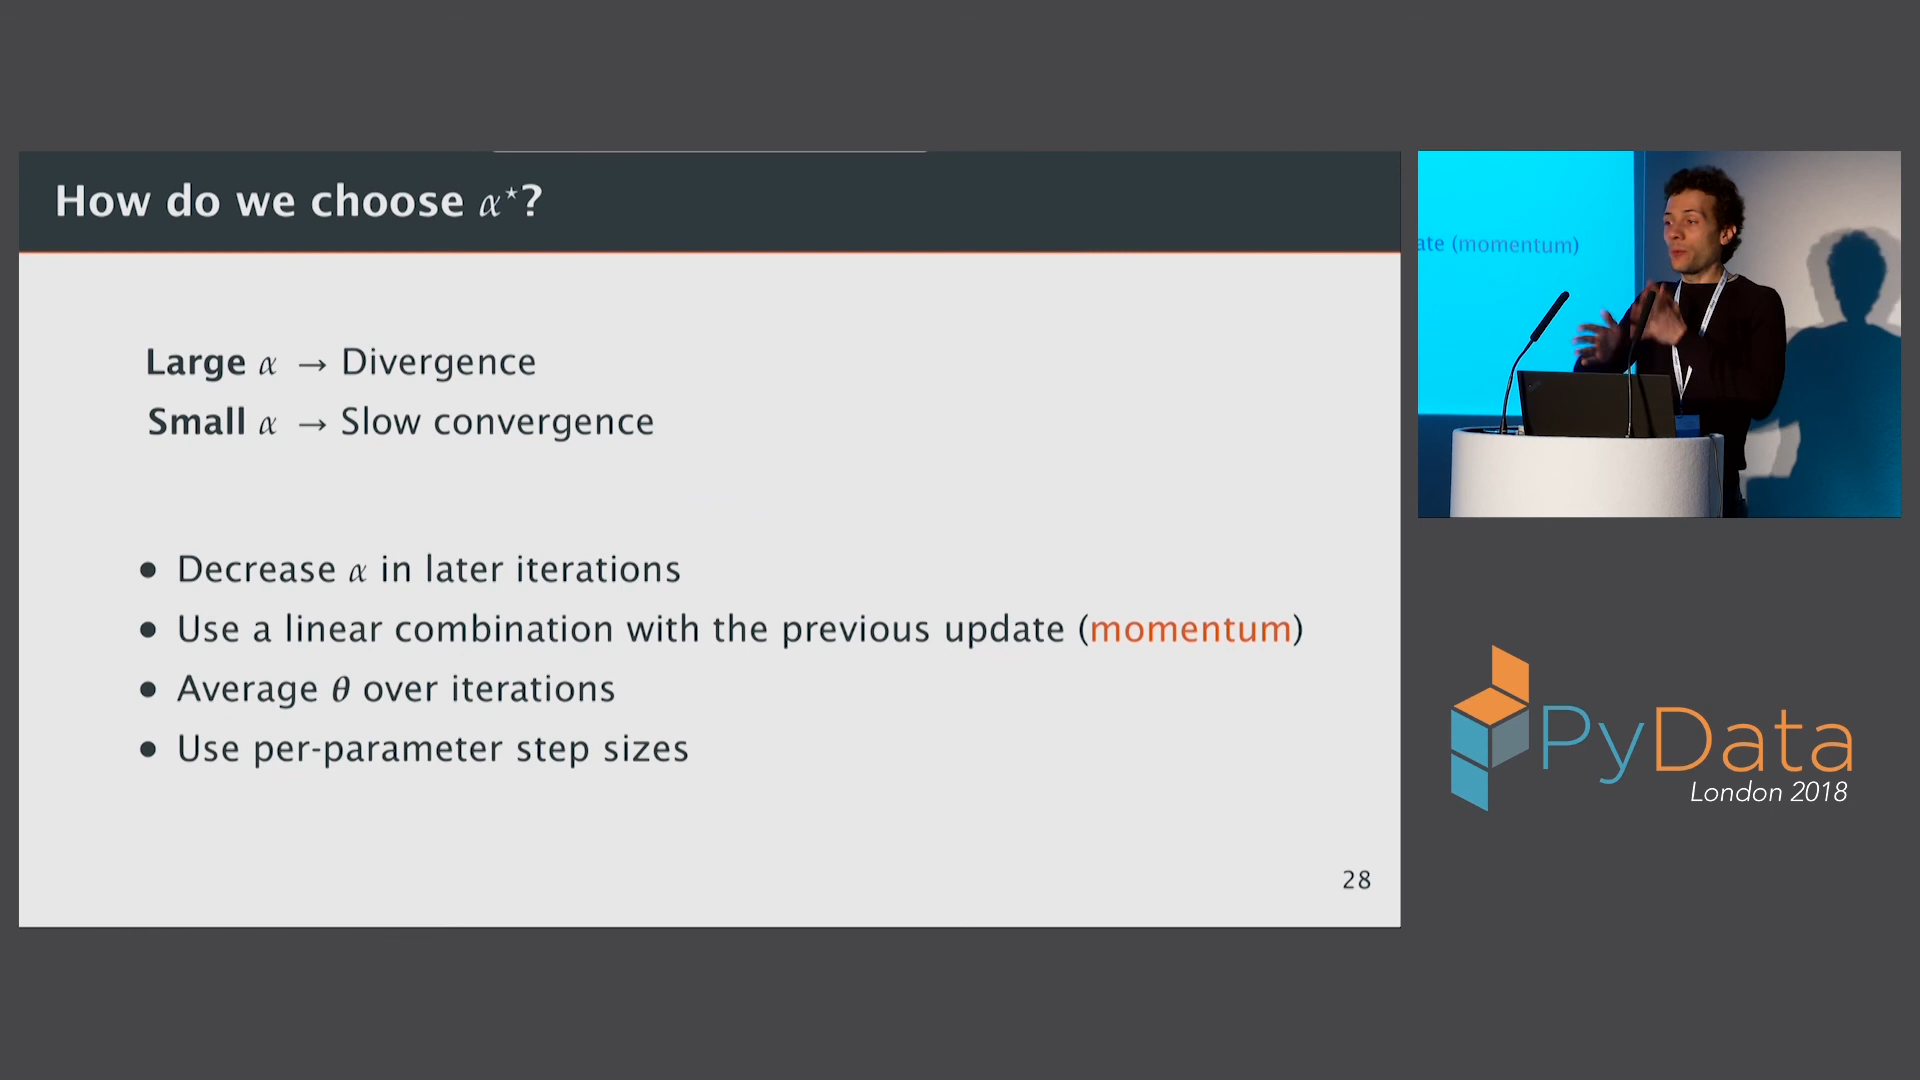 How do we choose α*?
Large α → Divergence
Small α → Slow convergence
• Decrease α in later iterations
• Use a linear combination with the previous update (momentum)
• Average θ over iterations
• Use per-parameter step sizes
28
ate (momentum)
PyData
London 2018